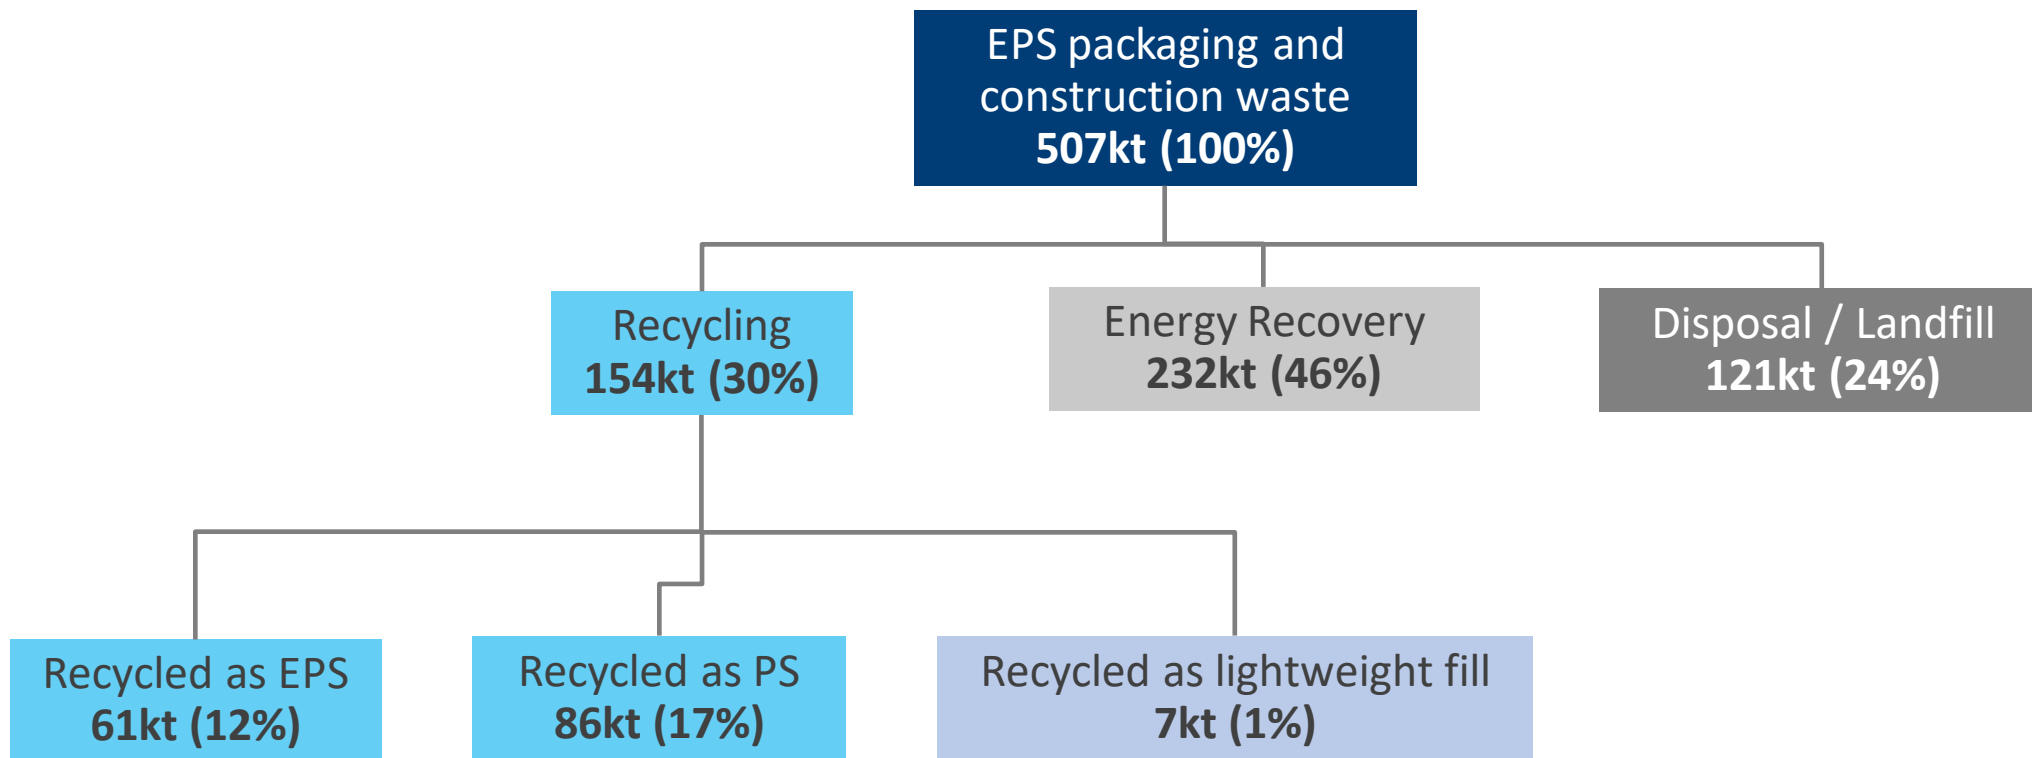 EPS packaging and
construction waste
507kt (100%)
Recycling
154kt (30%)
Energy Recovery
232kt (46%)
Disposal / Landfill
121kt (24%)
Recycled as EPS
61kt (12%)
Recycled as PS
86kt (17%)
Recycled as lightweight fill
7kt (1%)